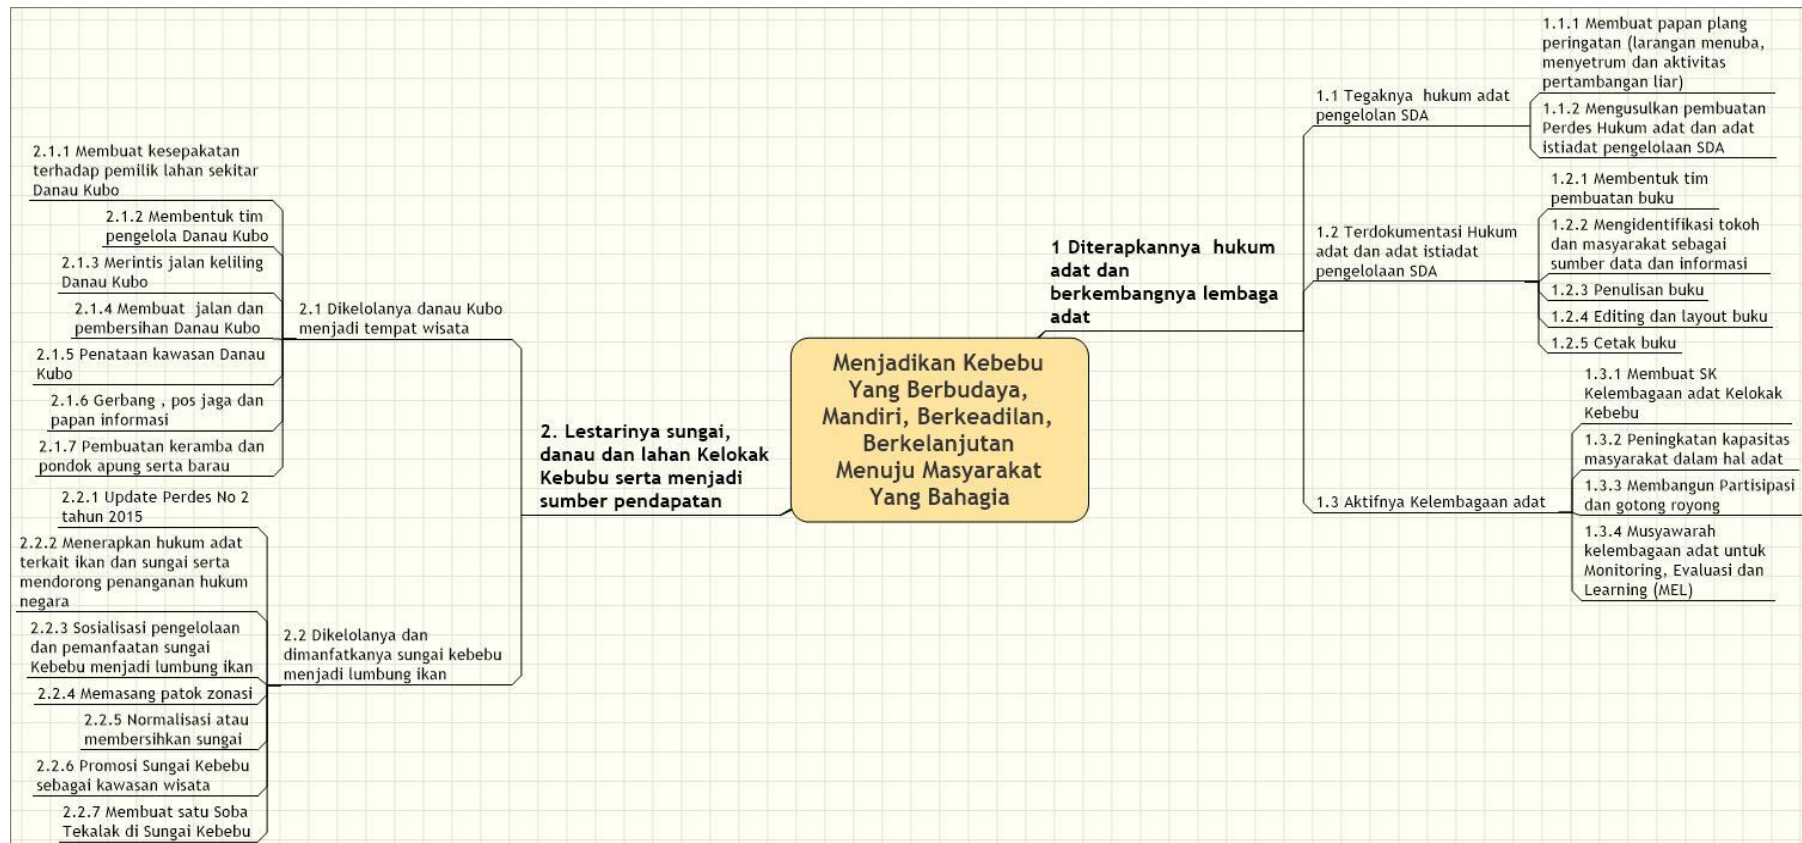 Menjadikan Kebebu
Yang Berbudaya,
Mandiri, Berkeadilan,
Berkelanjutan
Menuju Masyarakat
Yang Bahagia
1 Diterapkannya hukum
adat dan
berkembangnya lembaga
adat
1.1 Tegaknya hukum adat
pengelolan SDA
1.1.1 Membuat papan plang
peringatan (larangan menuba,
menyetrum dan aktivitas
pertambangan liar)
1.1.2 Mengusulkan pembuatan
Perdes Hukum adat dan adat
istiadat pengelolaan SDA
1.2 Terdokumentasi Hukum
adat dan adat istiadat
pengelolaan SDA
1.2.1 Membentuk tim
pembuatan buku
1.2.2 Mengidentifikasi tokoh
dan masyarakat sebagai
sumber data dan informasi
1.2.3 Penulisan buku
1.2.4 Editing dan layout buku
1.2.5 Cetak buku
1.3 Aktifnya Kelembagaan adat
1.3.1 Membuat SK
Kelembagaan adat Kelokak
Kebebu
1.3.2 Peningkatan kapasitas
masyarakat dalam hal adat
1.3.3 Membangun Partisipasi
dan gotong royong
1.3.4 Musyawarah
kelembagaan adat untuk
Monitoring, Evaluasi dan
Learning (MEL)
2. Lestarinya sungai,
danau dan lahan Kelokak
Kebubu serta menjadi
sumber pendapatan
2.1 Dikelolanya danau Kubo
menjadi tempat wisata
2.1.1 Membuat kesepakatan
terhadap pemilik lahan sekitar
Danau Kubo
2.1.2 Membentuk tim
pengelola Danau Kubo
2.1.3 Merintis jalan keliling
Danau Kubo
2.1.4 Membuat jalan dan
pembersihan Danau Kubo
2.1.5 Penataan kawasan Danau
Kubo
2.1.6 Gerbang , pos jaga dan
papan informasi
2.1.7 Pembuatan keramba dan
pondok apung serta barau
2.2 Dikelolanya dan
dimanfatkanya sungai kebebu
menjadi lumbung ikan
2.2.1 Update Perdes No 2
tahun 2015
2.2.2 Menerapkan hukum adat
terkait ikan dan sungai serta
mendorong penanganan hukum
negara
2.2.3 Sosialisasi pengelolaan
dan pemanfaatan sungai
Kebebu menjadi lumbung ikan
2.2.4 Memasang patok zonasi
2.2.5 Normalisasi atau
membersihkan sungai
2.2.6 Promosi Sungai Kebebu
sebagai kawasan wisata
2.2.7 Membuat satu Soba
Tekalak di Sungai Kebebu